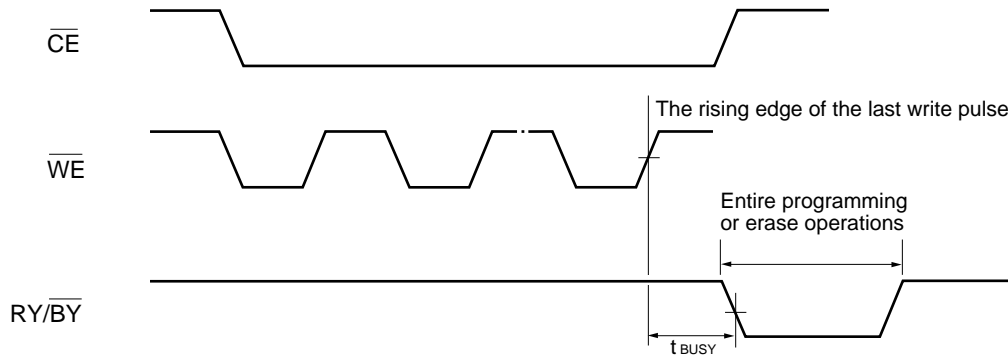 CE
The rising edge of the last write pulse
WE
Entire programming
or erase operations
RY/BY
t BUSY